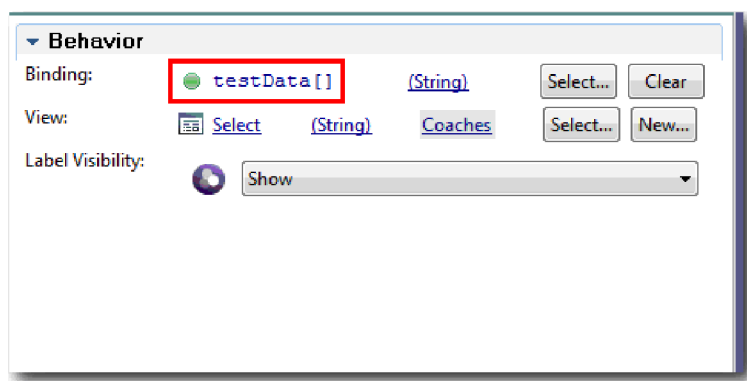 Behavior
Binding: testData[] (String) Select... Clear
View: Select (String) Coaches Select... New...
Label Visibility: Show